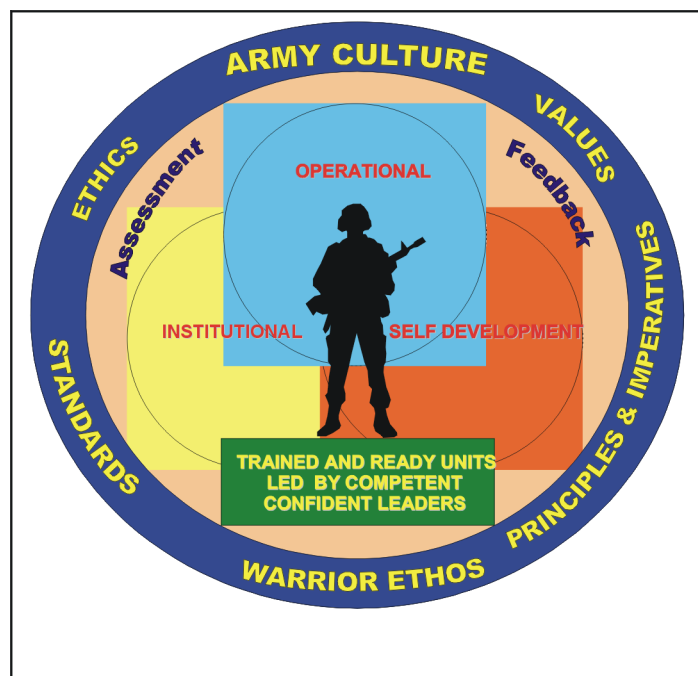 ARMY CULTURE
ETHICS
VALUES
Assessment
Feedback
OPERATIONAL
INSTITUTIONAL
SELF DEVELOPMENT
STANDARDS
PRINCIPLES & IMPERATIVES
TRAINED AND READY UNITS
LED BY COMPETENT
CONFIDENT LEADERS
WARRIOR ETHOS